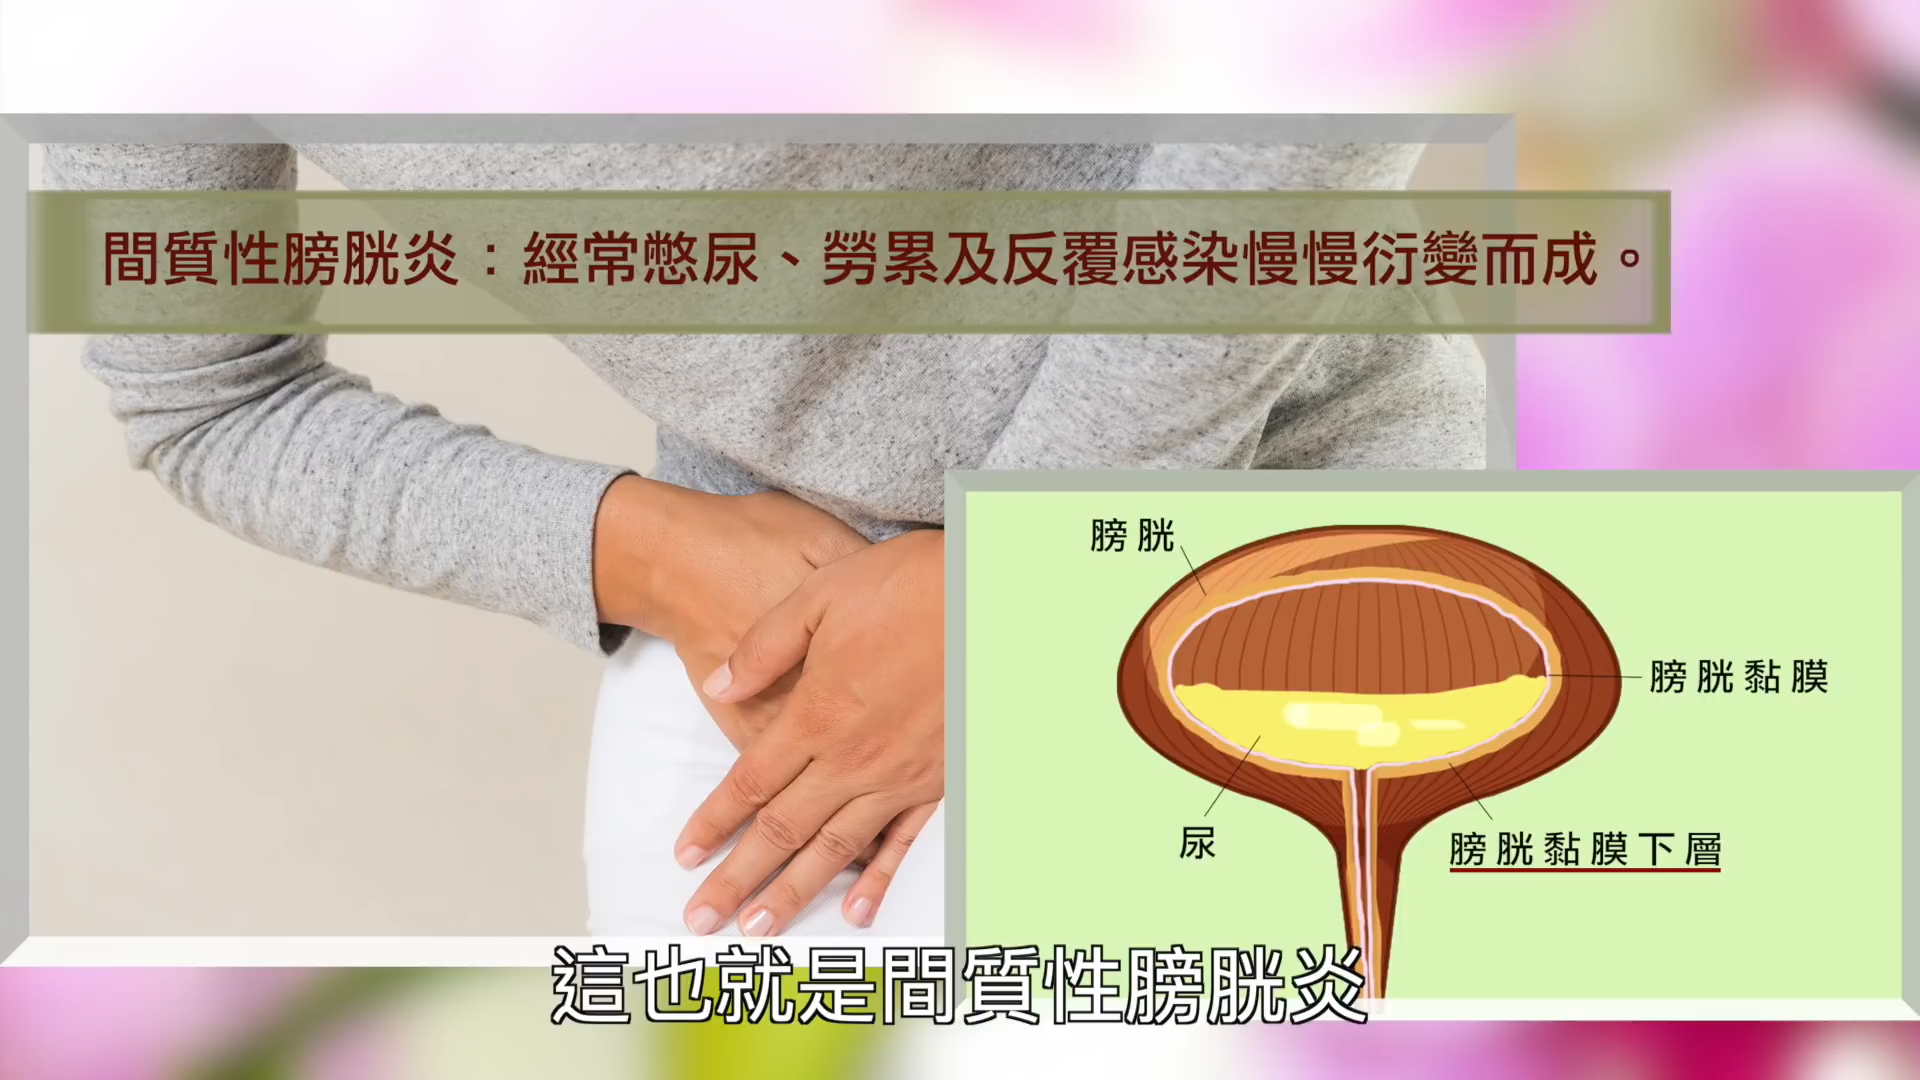 間質性膀胱炎：經常憋尿、勞累及反覆感染慢慢衍變而成。
膀胱
膀胱黏膜
尿
膀胱黏膜下層
這也就是間質性膀胱炎